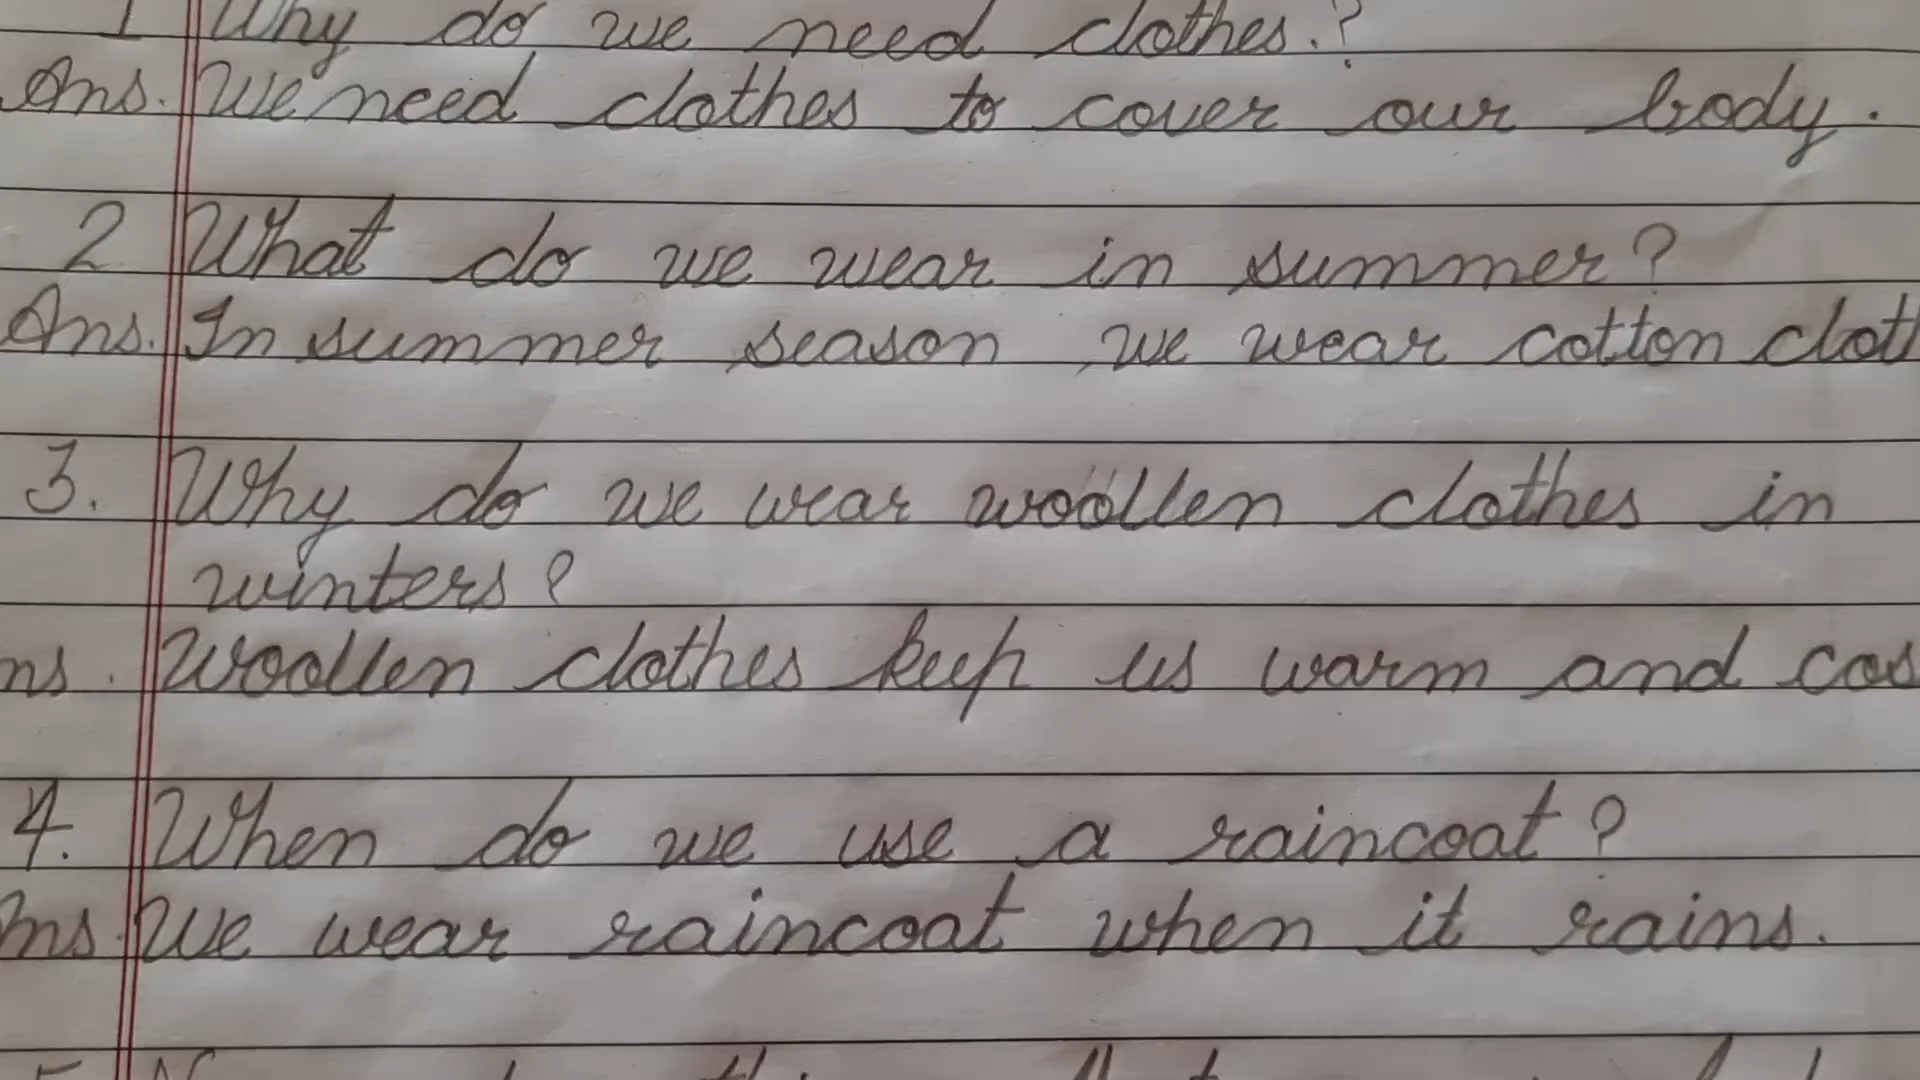 1 Why do we need clothes.?
Ans. We need clothes to cover our body.
2 What do we wear in summer?
Ans. In summer season we wear cotton cloth
3. Why do we wear woollen clothes in
winters?
ns. Woollen clothes keep us warm and
4. When do we use a raincoat?
Ans. We wear raincoat when it rains.